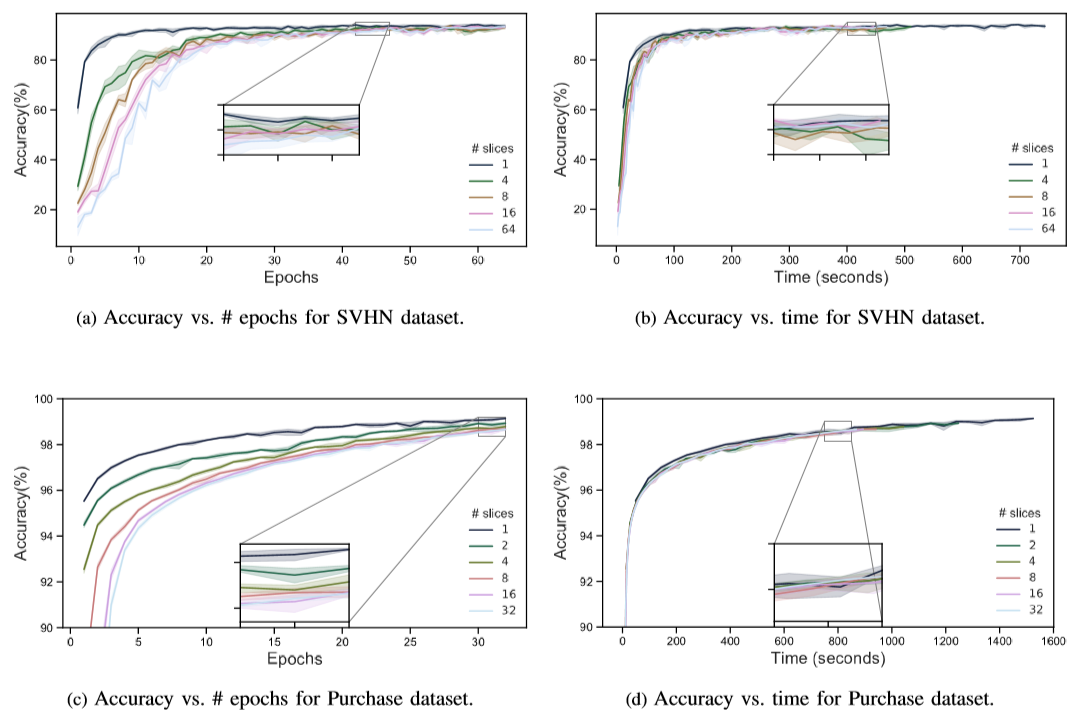 80
60
40
20
Accuracy(%)
# slices
1
4
8
16
64
0 10 20 30 40 50 60
Epochs
(a) Accuracy vs. # epochs for SVHN dataset.
80
60
40
20
Accuracy(%)
# slices
1
4
8
16
64
0 100 200 300 400 500 600 700
Time (seconds)
(b) Accuracy vs. time for SVHN dataset.
100
98
96
94
92
90
Accuracy(%)
# slices
1
2
4
8
16
32
0 5 10 15 20 25 30
Epochs
(c) Accuracy vs. # epochs for Purchase dataset.
100
98
96
94
92
90
Accuracy(%)
# slices
1
2
4
8
16
32
0 200 400 600 800 1000 1200 1400 1600
Time (seconds)
(d) Accuracy vs. time for Purchase dataset.